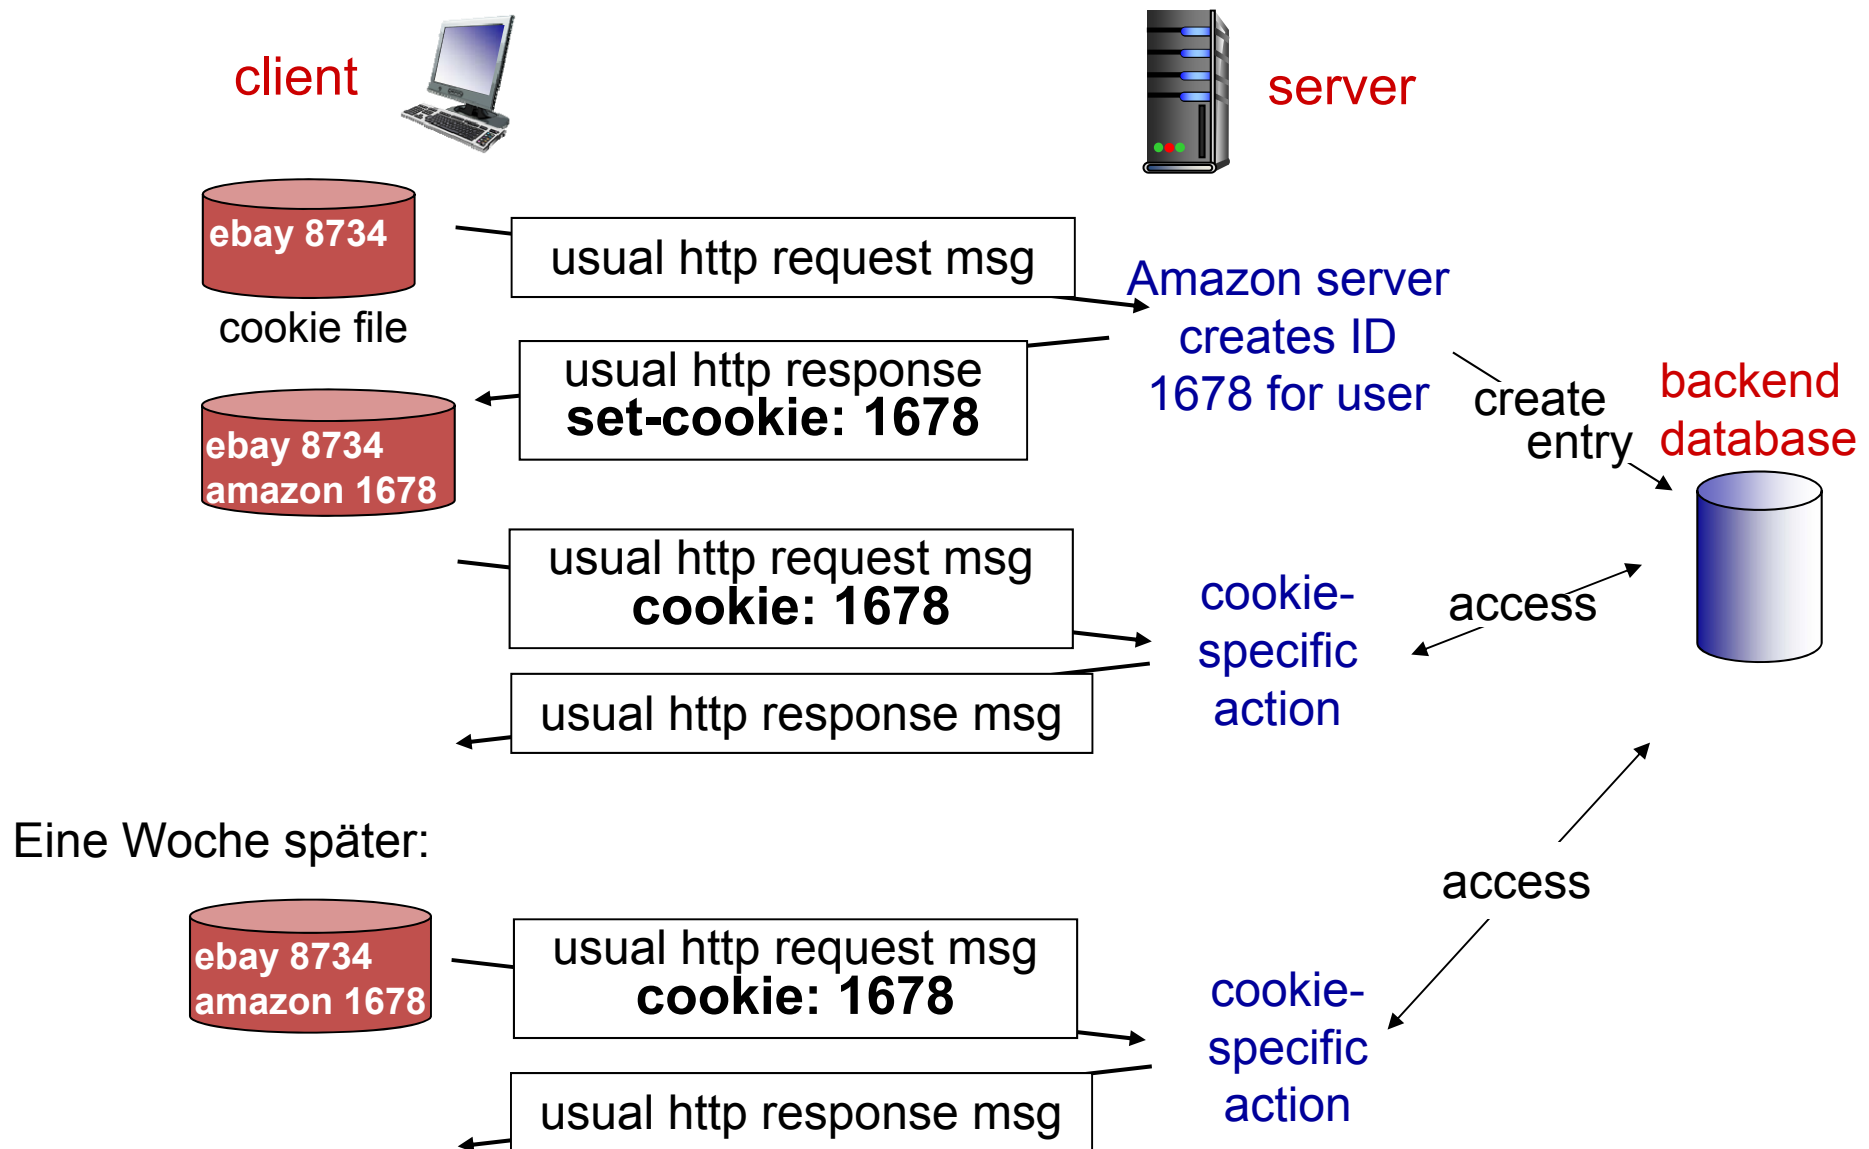 client
server
ebay 8734
cookie file
usual http request msg
Amazon server
creates ID
1678 for user
usual http response
set-cookie: 1678
create
entry
backend
database
ebay 8734
amazon 1678
usual http request msg
cookie: 1678
cookie-
specific
action
access
usual http response msg
Eine Woche später:
access
ebay 8734
amazon 1678
usual http request msg
cookie: 1678
cookie-
specific
action
usual http response msg